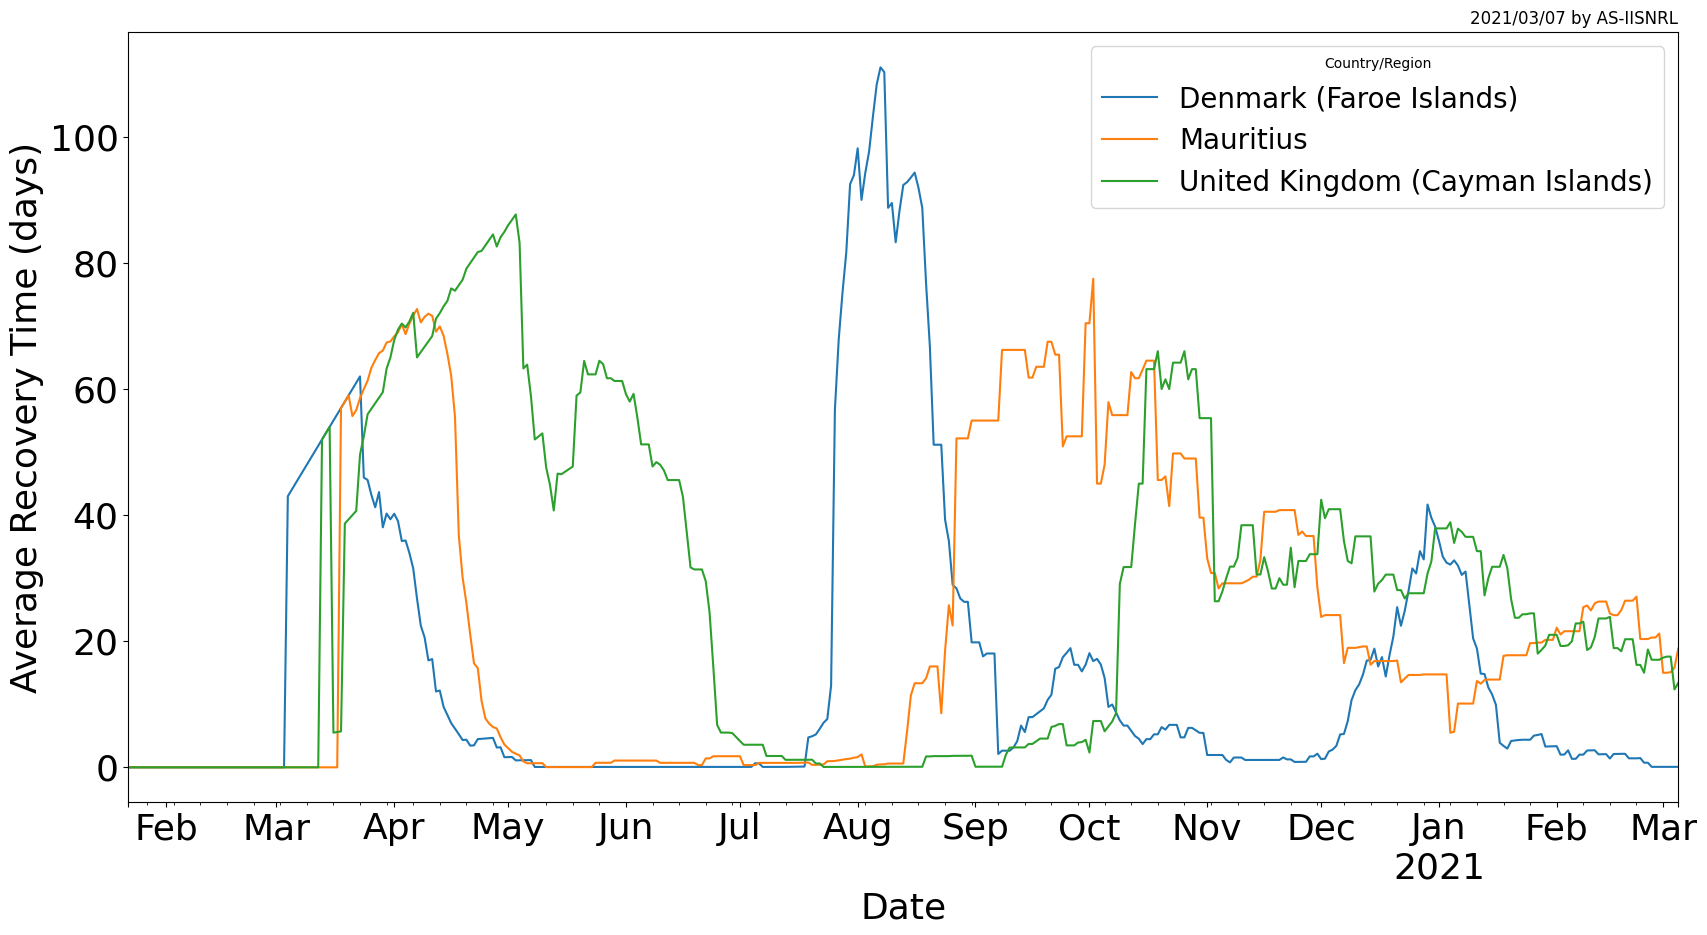 2021/03/07 by AS-IISNRL
Country/Region
Denmark (Faroe Islands)
Mauritius
United Kingdom (Cayman Islands)
Average Recovery Time (days)
100
80
60
40
20
0
Feb Mar Apr May Jun Jul Aug Sep Oct Nov Dec Jan Feb Mar
2021
Date